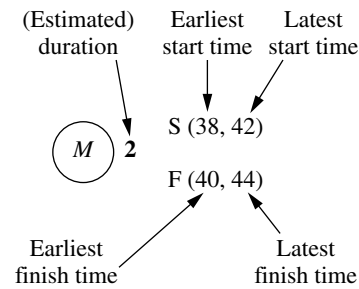 (Estimated)
duration
Earliest
start time
Latest
start time
S (38, 42)
M 2
F (40, 44)
Earliest
finish time
Latest
finish time